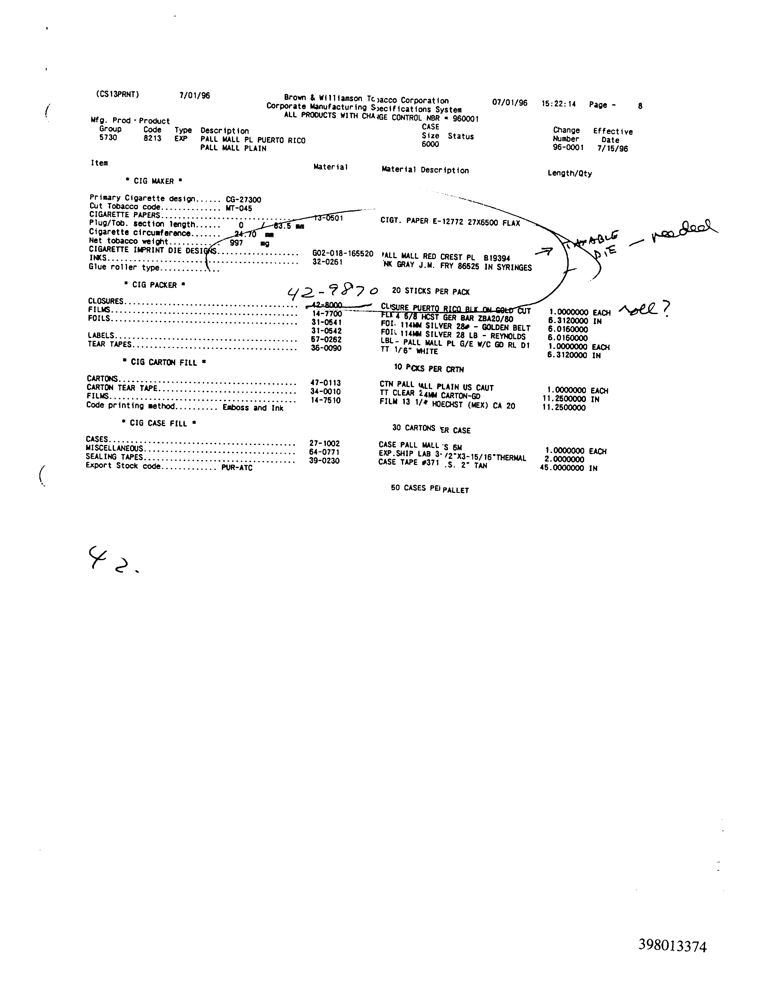 (CS13PRNT) 7/01/96 Brown & Williamson Tobacco Corporation 07/01/96 15:22:14 Page - 8
Corporate Manufacturing Specifications System
ALL PRODUCTS WITH CHANGE CONTROL NBR = 960001
Mfg. Prod - Product CASE Change Effective
Group Code Type Description Size Status Number Date
5730 8213 EXP PALL MALL PL PUERTO RICO 6000 96-0001 7/15/96
PALL MALL PLAIN
Item Material Material Description Length/Qty
* CIG MAKER *
Primary Cigarette design...... CG-27300
Cut Tobacco code.............. MT-045
CIGARETTE PAPERS.............. 13-0501 CIGT. PAPER E-12772 27X6500 FLAX
Plug/Tob. section length...... 0 / 83.5 mm
Cigarette circumference....... 24.70 mm
Net tobacco weight............ 997 mg
CIGARETTE IMPRINT DIE DESIGNS.............. G02-018-165520 PALL MALL RED CREST PL B19394 → TAXABLE DIE — needed
INKS....................................... 32-0261 INK GRAY J.M. FRY 86525 IN SYRINGES
Glue roller type..............
* CIG PACKER * 42-9870 20 STICKS PER PACK
CLOSURES................................... 42-8000 CLISURE PUERTO RICO BLK ON GOLD CUT 1.0000000 EACH roll?
FILMS...................................... 14-7700 FLM 4 5/8 HCST GER BAR ZBA20/80 6.3120000 IN
FOILS...................................... 31-0541 FOIL 114MM SILVER 28# - GOLDEN BELT 6.0160000
31-0542 FOIL 114MM SILVER 28 LB - REYNOLDS 6.0160000
LABELS..................................... 67-0262 LBL- PALL MALL PL G/E W/C GD RL D1 1.0000000 EACH
TEAR TAPES................................. 36-0090 TT 1/6" WHITE 6.3120000 IN
* CIG CARTON FILL * 10 PCKS PER CRTN
CARTONS.................................... 47-0113 CTN PALL MALL PLAIN US CAUT 1.0000000 EACH
CARTON TEAR TAPE........................... 34-0010 TT CLEAR 2.4MM CARTON-GD 11.2500000 IN
FILMS...................................... 14-7510 FILM 13 1/4 HOECHST (MEX) CA 20 11.2500000
Code printing method.......... Emboss and Ink
* CIG CASE FILL * 30 CARTONS PER CASE
CASES...................................... 27-1002 CASE PALL MALL 'S 6M 1.0000000 EACH
MISCELLANEOUS.............................. 64-0771 EXP.SHIP LAB 3-1/2"X3-15/16"THERMAL 2.0000000
SEALING TAPES.............................. 39-0230 CASE TAPE #371 .S. 2" TAN 45.0000000 IN
Export Stock code............. PUR-ATC
50 CASES PER PALLET
42.
398013374